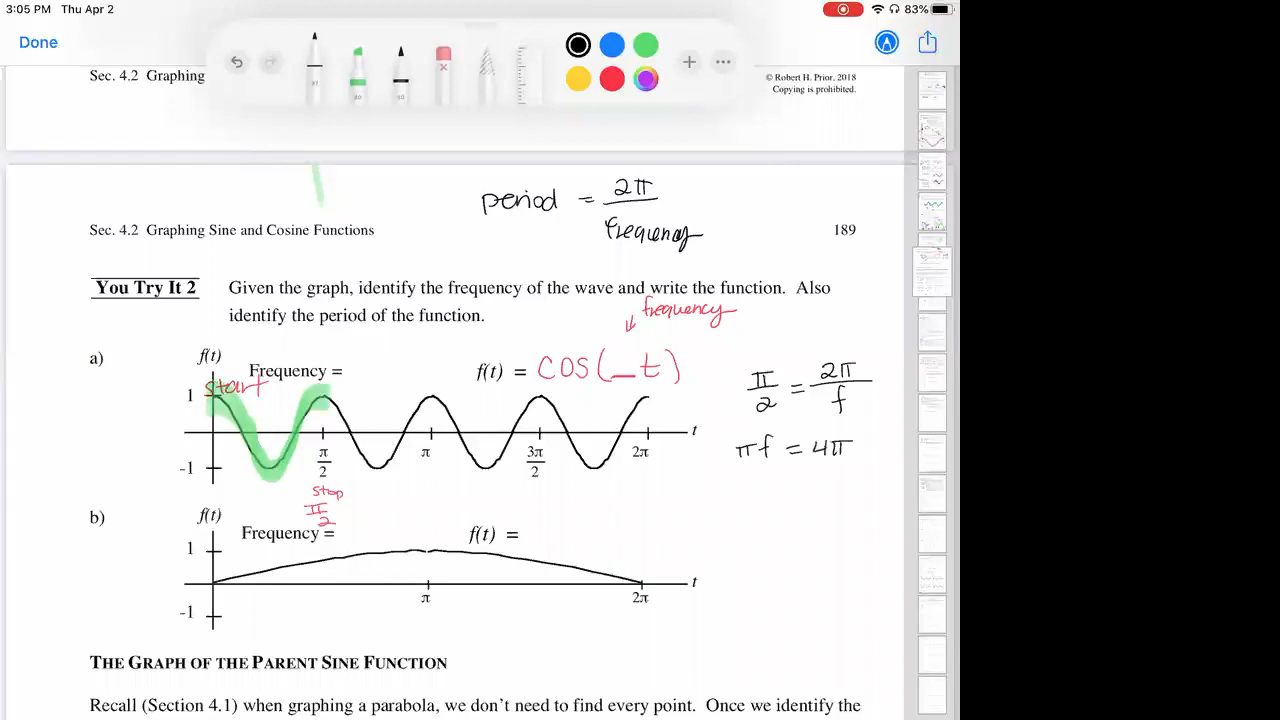 3:05 PM Thu Apr 2
83%
Done
Sec. 4.2 Graphing
© Robert H. Prior, 2018
Copying is prohibited.
period = 2π / frequency
Sec. 4.2 Graphing Sine and Cosine Functions 189
You Try It 2 Given the graph, identify the frequency of the wave and write the function. Also
identify the period of the function.
frequency
a) f(t) Frequency = f(t) = cos(_t)
start
1
-1
π/2 π 3π/2 2π t
π/2 = 2π/f
πf = 4π
stop
π/2
b) f(t) Frequency = f(t) =
1
-1
π 2π t
THE GRAPH OF THE PARENT SINE FUNCTION
Recall (Section 4.1) when graphing a parabola, we don't need to find every point. Once we identify the